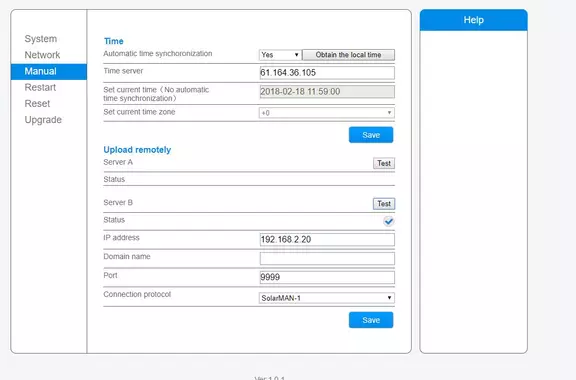 Help
System
Network
Manual
Restart
Reset
Upgrade
Time
Automatic time synchoronization
Yes
Obtain the local time
Time server
61.164.36.105
Set current time（No automatic
time synchronization）
2018-02-18 11:59:00
Set current time zone
+0
Save
Upload remotely
Server A
Test
Status
Server B
Test
Status
IP address
192.168.2.20
Domain name
Port
9999
Connection protocol
SolarMAN-1
Save
Ver 1.0.1